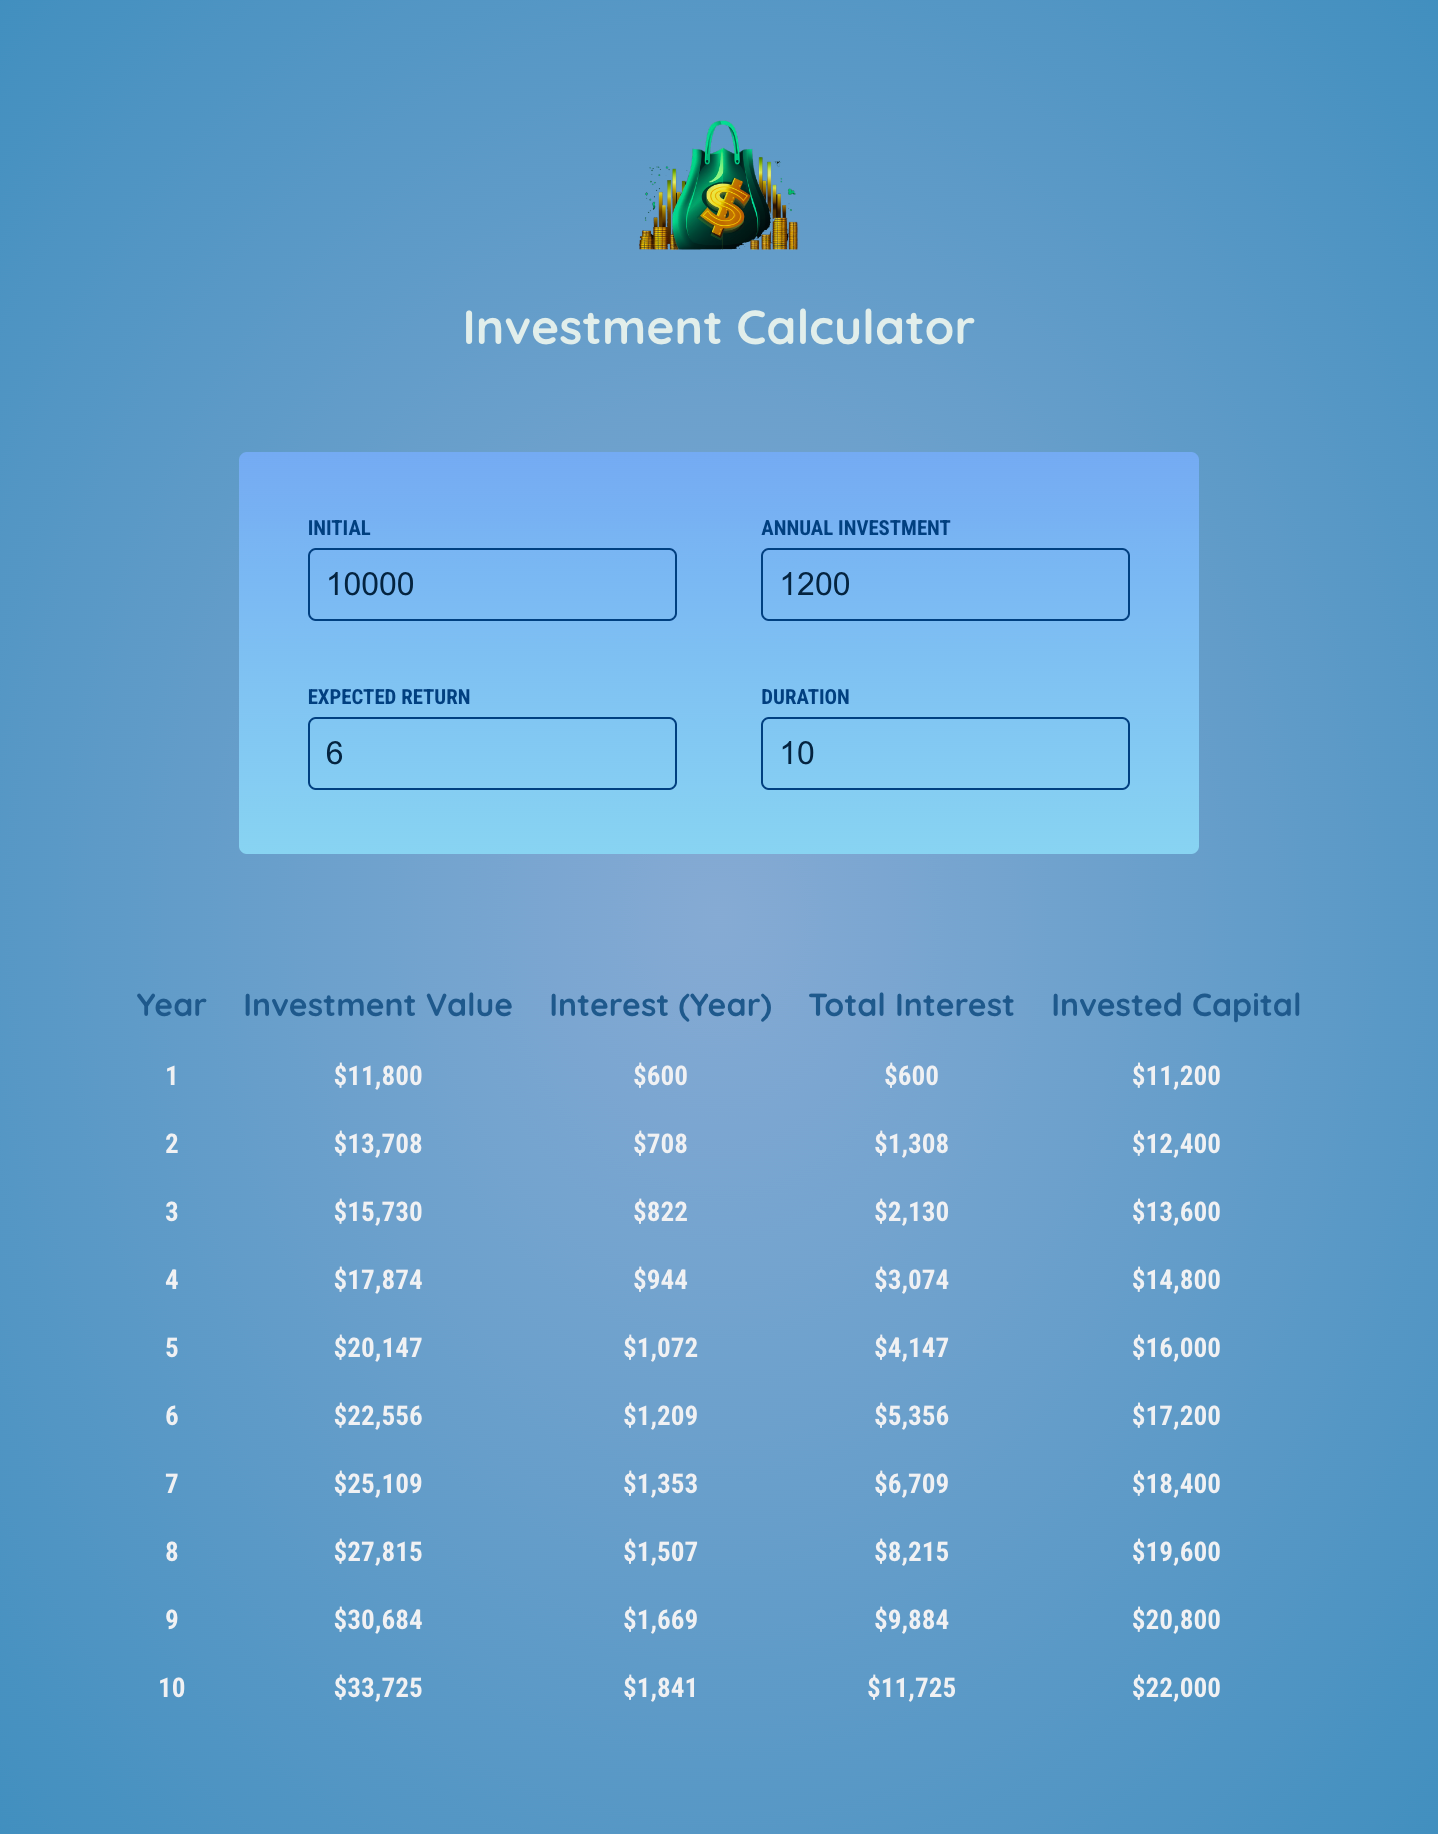 $
Investment Calculator
INITIAL ANNUAL INVESTMENT
10000 1200
EXPECTED RETURN DURATION
6 10
Year Investment Value Interest (Year) Total Interest Invested Capital
1 $11,800 $600 $600 $11,200
2 $13,708 $708 $1,308 $12,400
3 $15,730 $822 $2,130 $13,600
4 $17,874 $944 $3,074 $14,800
5 $20,147 $1,072 $4,147 $16,000
6 $22,556 $1,209 $5,356 $17,200
7 $25,109 $1,353 $6,709 $18,400
8 $27,815 $1,507 $8,215 $19,600
9 $30,684 $1,669 $9,884 $20,800
10 $33,725 $1,841 $11,725 $22,000